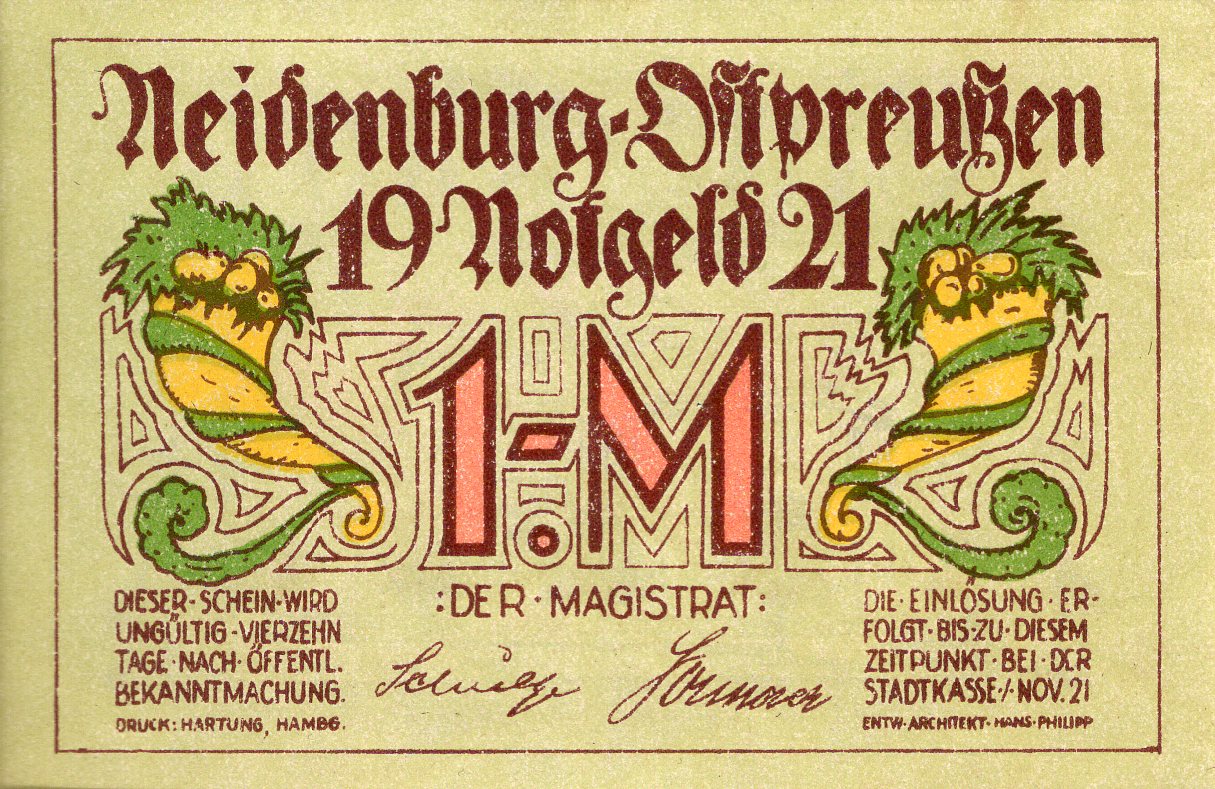 Neidenburg-Ostpreußen
19 Notgeld 21
1-M
DIESER·SCHEIN·WIRD
UNGÜLTIG·VIERZEHN
TAGE·NACH·ÖFFENTL.
BEKANNTMACHUNG.
DRUCK: HARTUNG, HAMBG.
:DER·MAGISTRAT:
DIE·EINLÖSUNG·ER-
FOLGT·BIS·ZU·DIESEM
ZEITPUNKT·BEI·DER
STADTKASSE·/·NOV.21
ENTW·ARCHITEKT·HANS·PHILIPP